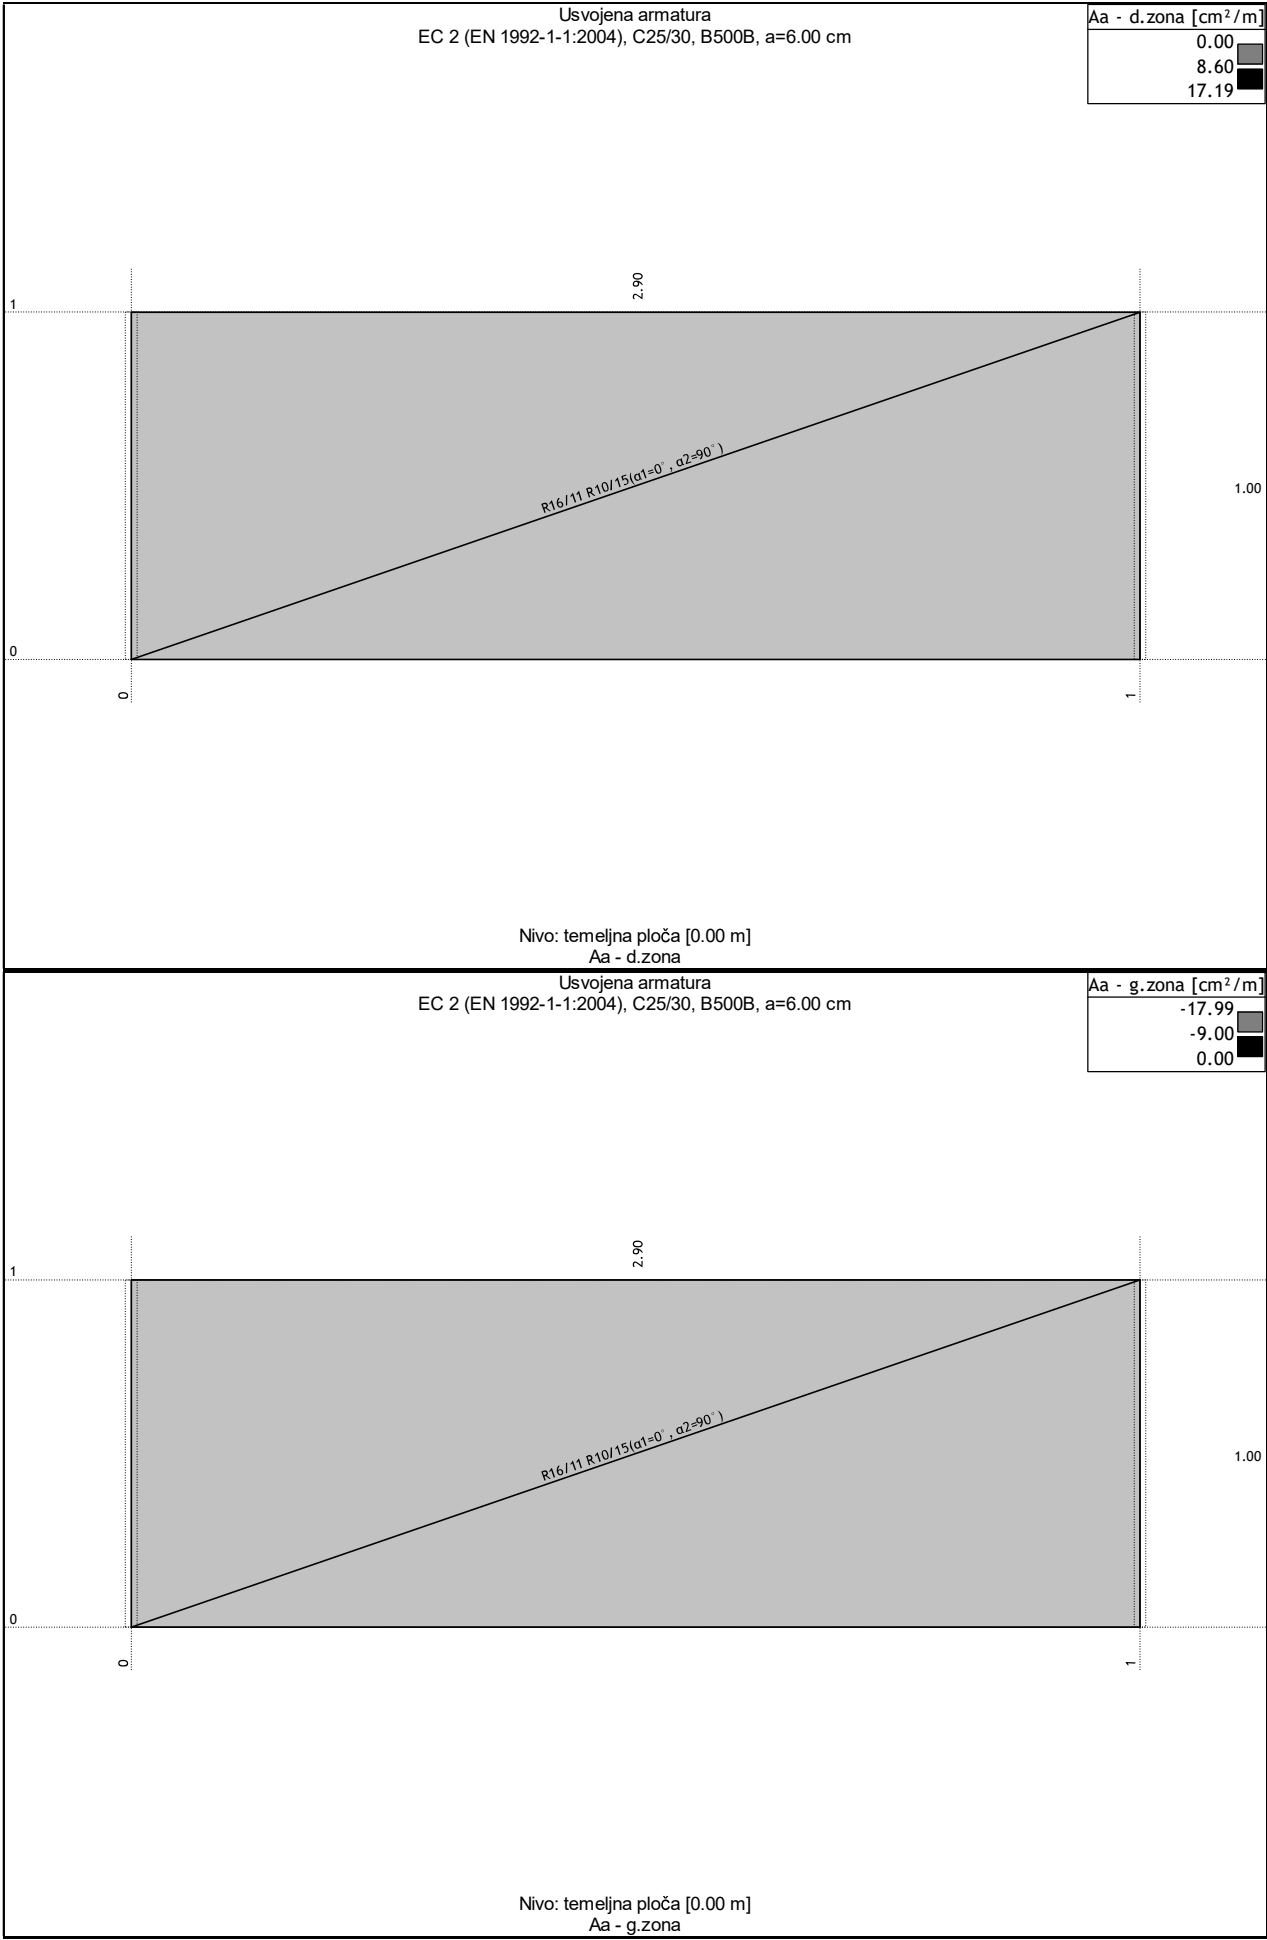 Usvojena armatura
EC 2 (EN 1992-1-1:2004), C25/30, B500B, a=6.00 cm
Aa - d.zona [cm²/m]
0.00
8.60
17.19
2.90
1
R16/11 R10/15(α1=0°, α2=90°)
1.00
0
0
1
Nivo: temeljna ploča [0.00 m]
Aa - d.zona
Usvojena armatura
EC 2 (EN 1992-1-1:2004), C25/30, B500B, a=6.00 cm
Aa - g.zona [cm²/m]
-17.99
-9.00
0.00
2.90
1
R16/11 R10/15(α1=0°, α2=90°)
1.00
0
0
1
Nivo: temeljna ploča [0.00 m]
Aa - g.zona